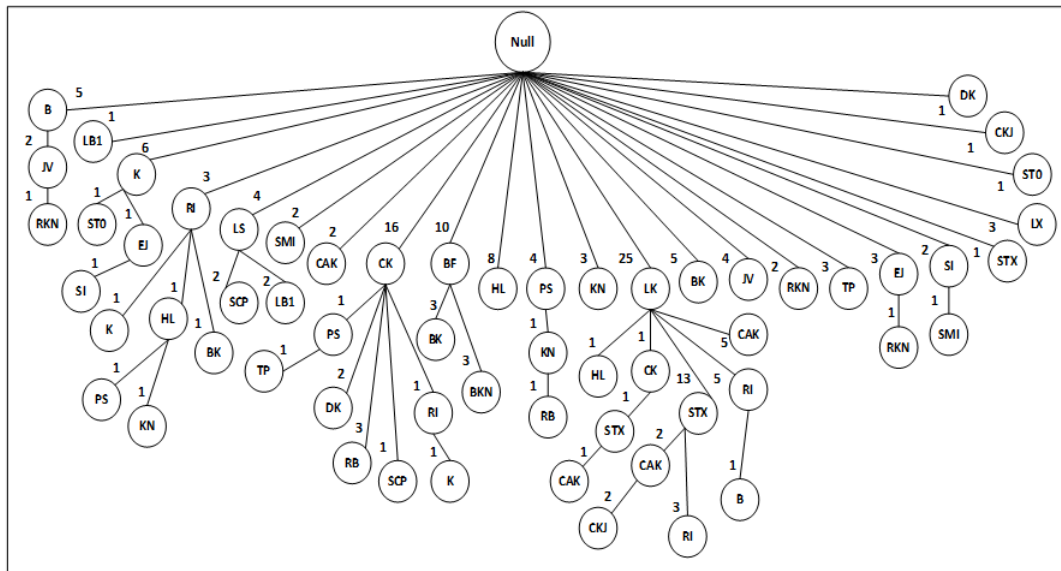 Null
5
B
1
LB1
6
K
3
RI
4
LS
2
SMI
2
CAK
16
CK
10
BF
8
HL
4
PS
3
KN
25
LK
5
BK
4
JV
2
RKN
3
TP
3
EJ
2
SI
1
STX
3
LX
1
ST0
1
CKJ
1
DK
2
JV
1
RKN
1
ST0
1
EJ
1
SI
1
K
1
HL
1
BK
1
PS
1
KN
2
SCP
2
LB1
1
PS
1
TP
2
DK
3
RB
1
SCP
1
RI
1
K
3
BK
3
BKN
1
KN
1
RB
1
HL
1
CK
1
STX
1
CAK
13
STX
2
CAK
2
CKJ
3
RI
5
RI
1
B
5
CAK
1
RKN
1
SMI